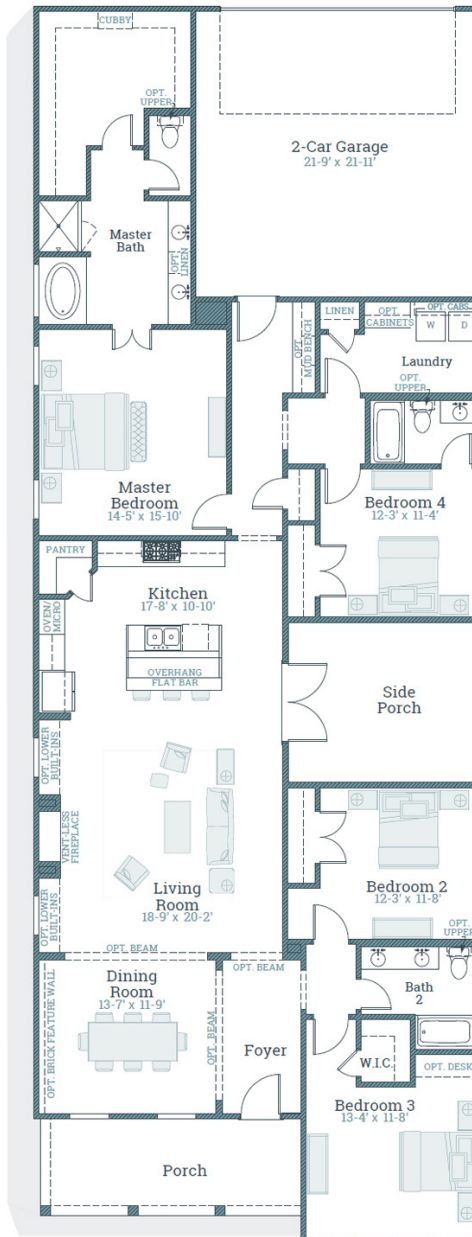 CUBBY
OPT.
UPPER
2-Car Garage
21'-9' x 21'-11'
Master
Bath
OPT.
LINEN
LINEN
OPT.
CABINETS
OPT. CABS.
W
D
OPT.
MUD BENCH
Laundry
OPT.
UPPER
Master
Bedroom
14'-5' x 15'-10'
Bedroom 4
12'-3' x 11'-4'
PANTRY
Kitchen
17'-8' x 10'-10'
OVEN/
MICRO
OVERHANG
FLAT BAR
Side
Porch
OPT. LOWER
BUILT-INS
VENT-LESS
FIREPLACE
OPT. LOWER
BUILT-INS
Living
Room
18'-9' x 20'-2'
Bedroom 2
12'-3' x 11'-8'
OPT.
UPPER
OPT. BEAM
OPT. BEAM
Dining
Room
13'-7' x 11'-9'
OPT. BRICK FEATURE WALL
OPT. BEAM
Foyer
Bath
2
W.I.C.
OPT. DESK
Bedroom 3
13'-4' x 11'-8'
Porch